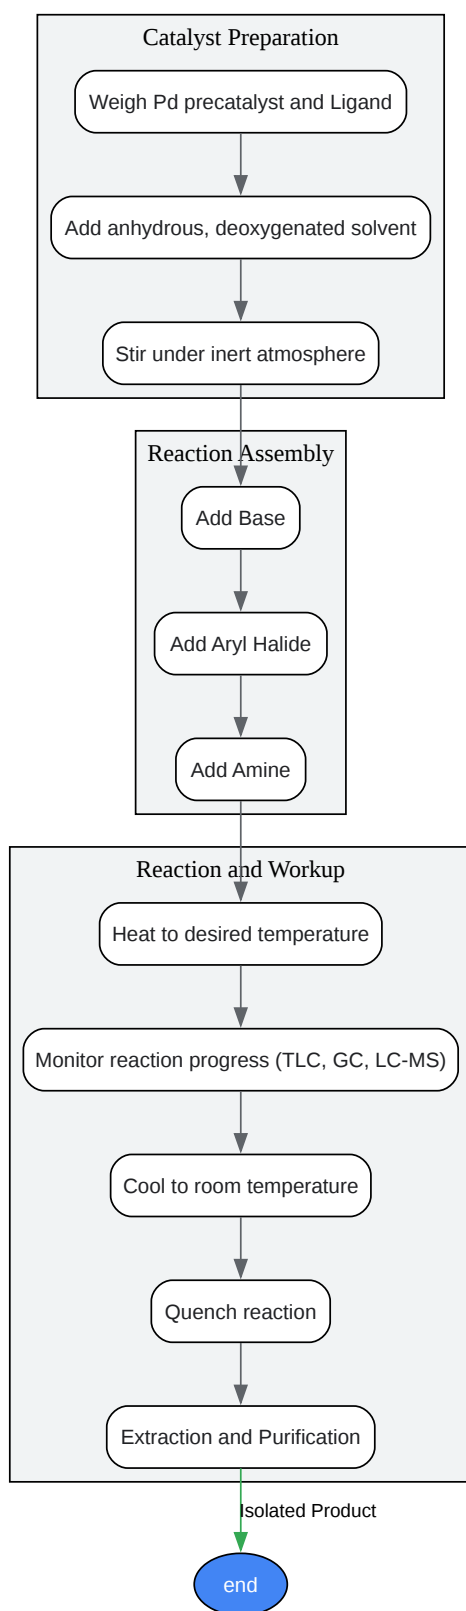 Catalyst Preparation
Weigh Pd precatalyst and Ligand
Add anhydrous, deoxygenated solvent
Stir under inert atmosphere
Reaction Assembly
Add Base
Add Aryl Halide
Add Amine
Reaction and Workup
Heat to desired temperature
Monitor reaction progress (TLC, GC, LC-MS)
Cool to room temperature
Quench reaction
Extraction and Purification
Isolated Product
end